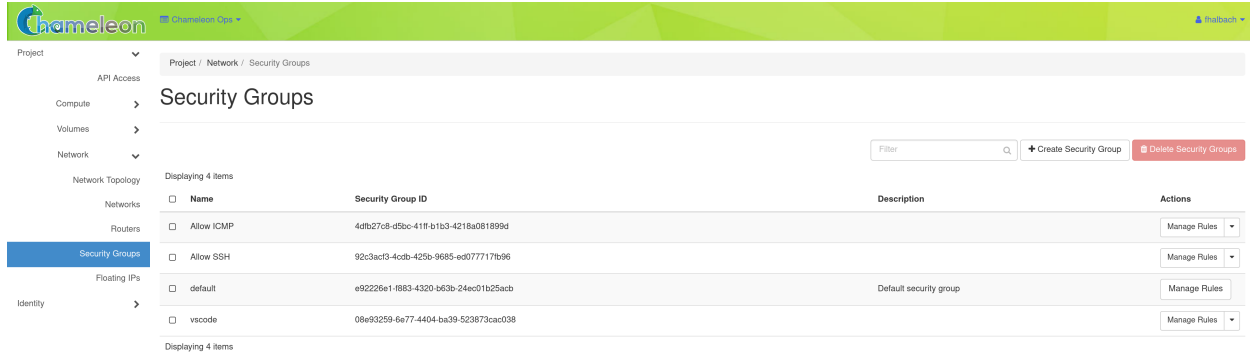 Chameleon
Chameleon Ops
fhalbach
Project
API Access
Compute
Volumes
Network
Network Topology
Networks
Routers
Security Groups
Floating IPs
Identity
Project / Network / Security Groups
Security Groups
Filter
Create Security Group
Delete Security Groups
Displaying 4 items
Name Security Group ID Description Actions
Allow ICMP 4dfb27c8-d5bc-41ff-b1b3-4218a081899d Manage Rules
Allow SSH 92c3acf3-4cdb-425b-9685-ed077717fb96 Manage Rules
default e92226e1-f883-4320-b63b-24ec01b25acb Default security group Manage Rules
vscode 08e93259-6e77-4404-ba39-523873cac038 Manage Rules
Displaying 4 items